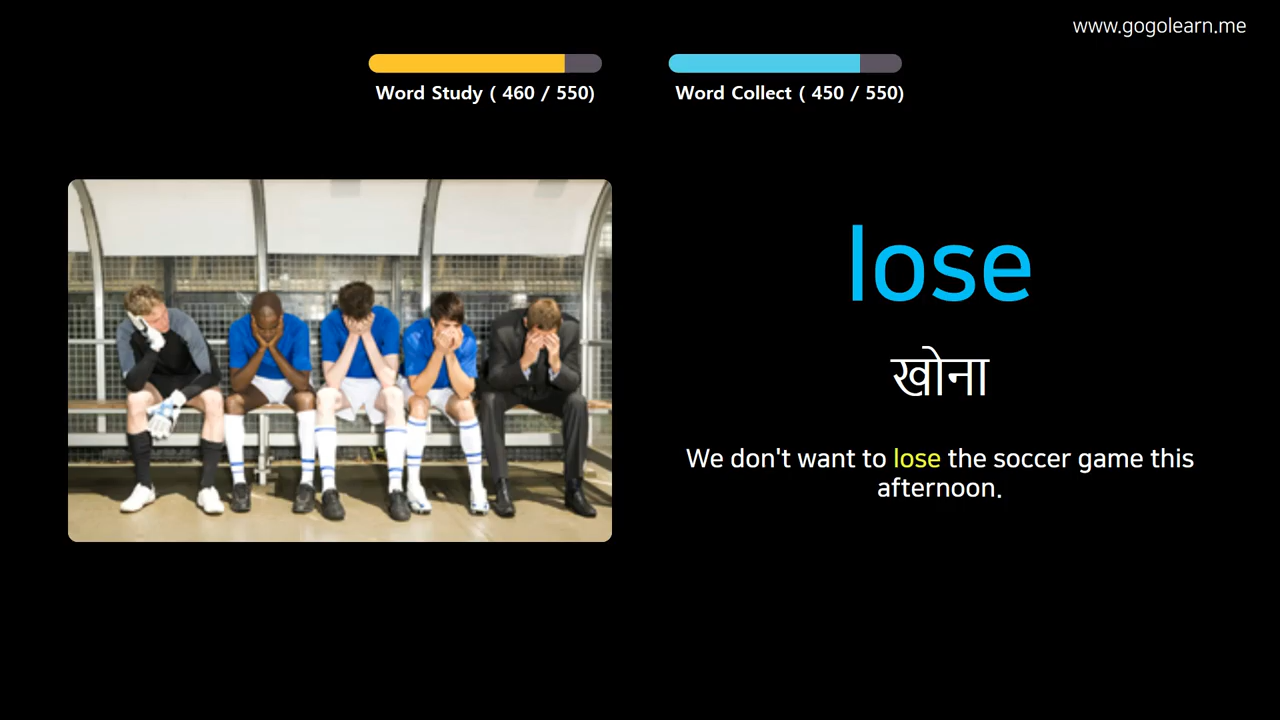 www.gogolearn.me
Word Study ( 460 / 550)
Word Collect ( 450 / 550)
lose
खोना
We don't want to lose the soccer game this
afternoon.